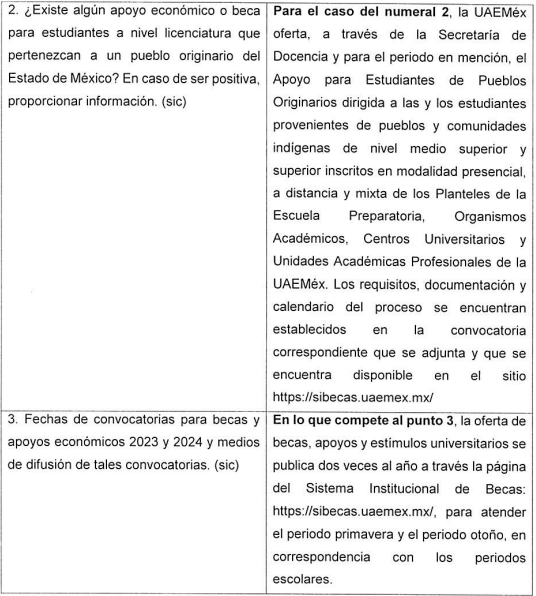 2. ¿Existe algún apoyo económico o beca
para estudiantes a nivel licenciatura que
pertenezcan a un pueblo originario del
Estado de México? En caso de ser positiva,
proporcionar información. (sic)
Para el caso del numeral 2, la UAEMéx
oferta, a través de la Secretaría de
Docencia y para el periodo en mención, el
Apoyo para Estudiantes de Pueblos
Originarios dirigida a las y los estudiantes
provenientes de pueblos y comunidades
indígenas de nivel medio superior y
superior inscritos en modalidad presencial,
a distancia y mixta de los Planteles de la
Escuela Preparatoria, Organismos
Académicos, Centros Universitarios y
Unidades Académicas Profesionales de la
UAEMéx. Los requisitos, documentación y
calendario del proceso se encuentran
establecidos en la convocatoria
correspondiente que se adjunta y que se
encuentra disponible en el sitio
https://sibecas.uaemex.mx/
3. Fechas de convocatorias para becas y
apoyos económicos 2023 y 2024 y medios
de difusión de tales convocatorias. (sic)
En lo que compete al punto 3, la oferta de
becas, apoyos y estímulos universitarios se
publica dos veces al año a través la página
del Sistema Institucional de Becas:
https://sibecas.uaemex.mx/, para atender
el periodo primavera y el periodo otoño, en
correspondencia con los periodos
escolares.